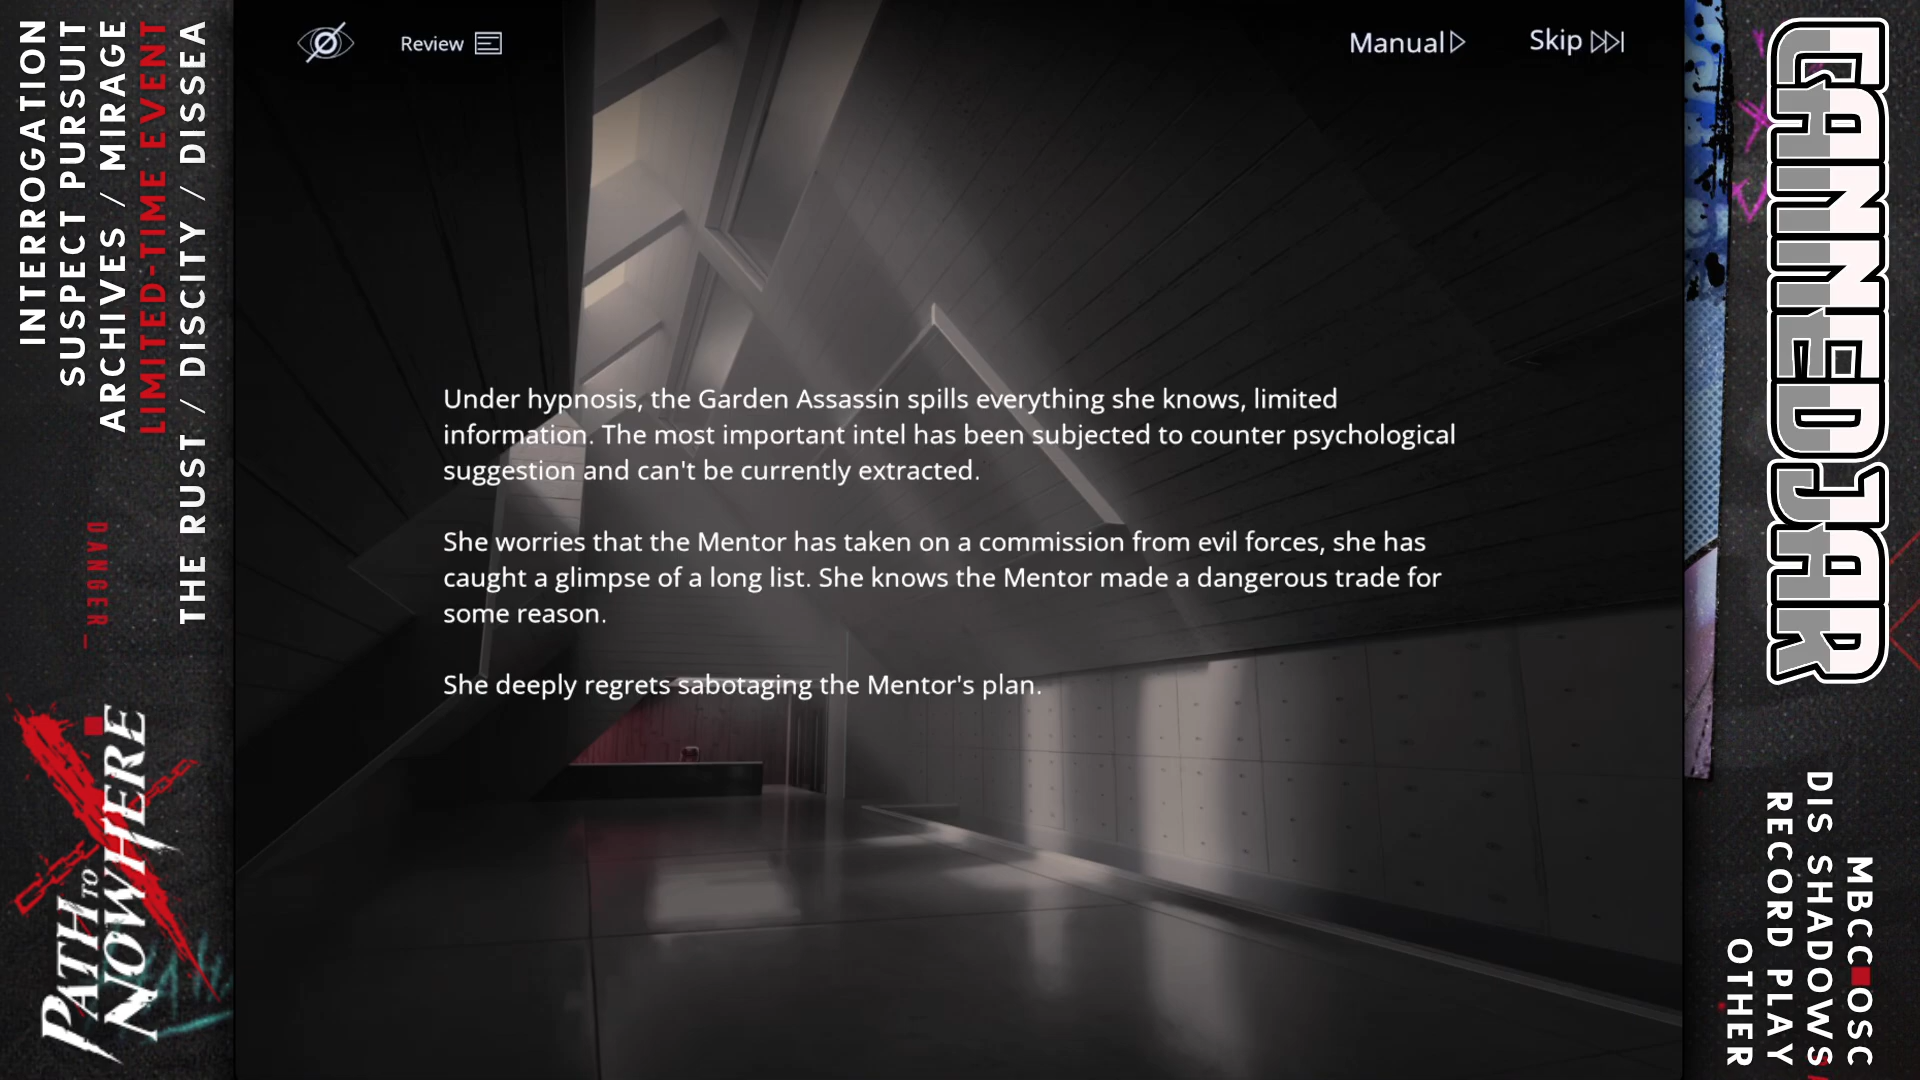 INTERROGATION
SUSPECT PURSUIT
ARCHIVES / MIRAGE
LIMITED-TIME EVENT
THE RUST / DISCITY / DISSEA
DANGER_
PATH TO NOWHERE
Review
Manual
Skip
Under hypnosis, the Garden Assassin spills everything she knows, limited
information. The most important intel has been subjected to counter psychological
suggestion and can't be currently extracted.
She worries that the Mentor has taken on a commission from evil forces, she has
caught a glimpse of a long list. She knows the Mentor made a dangerous trade for
some reason.
She deeply regrets sabotaging the Mentor's plan.
CANNEDJAR
MBCC OSC
DIS SHADOWS
RECORD PLAY
OTHER